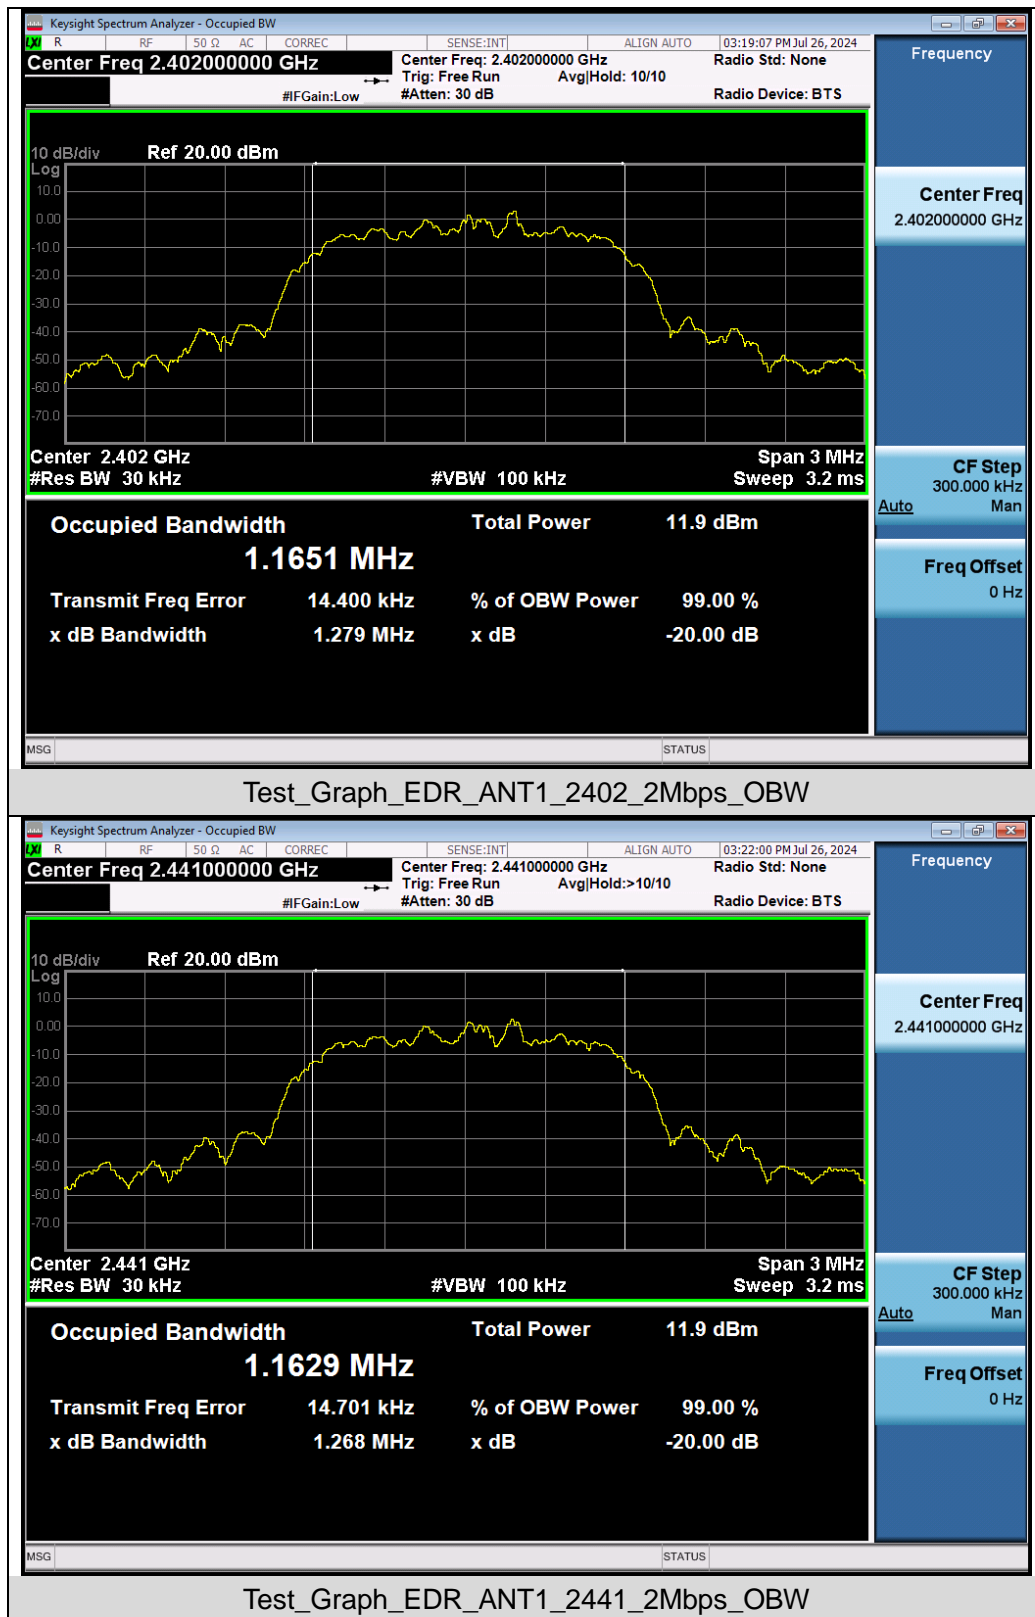 Keysight Spectrum Analyzer - Occupied BW
LXI R RF 50 Ω AC CORREC SENSE:INT ALIGN AUTO 03:19:07 PM Jul 26, 2024
Center Freq 2.402000000 GHz Center Freq: 2.402000000 GHz Radio Std: None
Trig: Free Run Avg|Hold: 10/10
#IFGain:Low #Atten: 30 dB Radio Device: BTS
Frequency
10 dB/div Ref 20.00 dBm
Log
10.0
0.00
-10.0
-20.0
-30.0
-40.0
-50.0
-60.0
-70.0
Center 2.402 GHz Span 3 MHz
#Res BW 30 kHz #VBW 100 kHz Sweep 3.2 ms
Center Freq
2.402000000 GHz
CF Step
300.000 kHz
Auto Man
Freq Offset
0 Hz
Occupied Bandwidth Total Power 11.9 dBm
1.1651 MHz
Transmit Freq Error 14.400 kHz % of OBW Power 99.00 %
x dB Bandwidth 1.279 MHz x dB -20.00 dB
MSG STATUS
Test_Graph_EDR_ANT1_2402_2Mbps_OBW
Keysight Spectrum Analyzer - Occupied BW
LXI R RF 50 Ω AC CORREC SENSE:INT ALIGN AUTO 03:22:00 PM Jul 26, 2024
Center Freq 2.441000000 GHz Center Freq: 2.441000000 GHz Radio Std: None
Trig: Free Run Avg|Hold:>10/10
#IFGain:Low #Atten: 30 dB Radio Device: BTS
Frequency
10 dB/div Ref 20.00 dBm
Log
10.0
0.00
-10.0
-20.0
-30.0
-40.0
-50.0
-60.0
-70.0
Center 2.441 GHz Span 3 MHz
#Res BW 30 kHz #VBW 100 kHz Sweep 3.2 ms
Center Freq
2.441000000 GHz
CF Step
300.000 kHz
Auto Man
Freq Offset
0 Hz
Occupied Bandwidth Total Power 11.9 dBm
1.1629 MHz
Transmit Freq Error 14.701 kHz % of OBW Power 99.00 %
x dB Bandwidth 1.268 MHz x dB -20.00 dB
MSG STATUS
Test_Graph_EDR_ANT1_2441_2Mbps_OBW